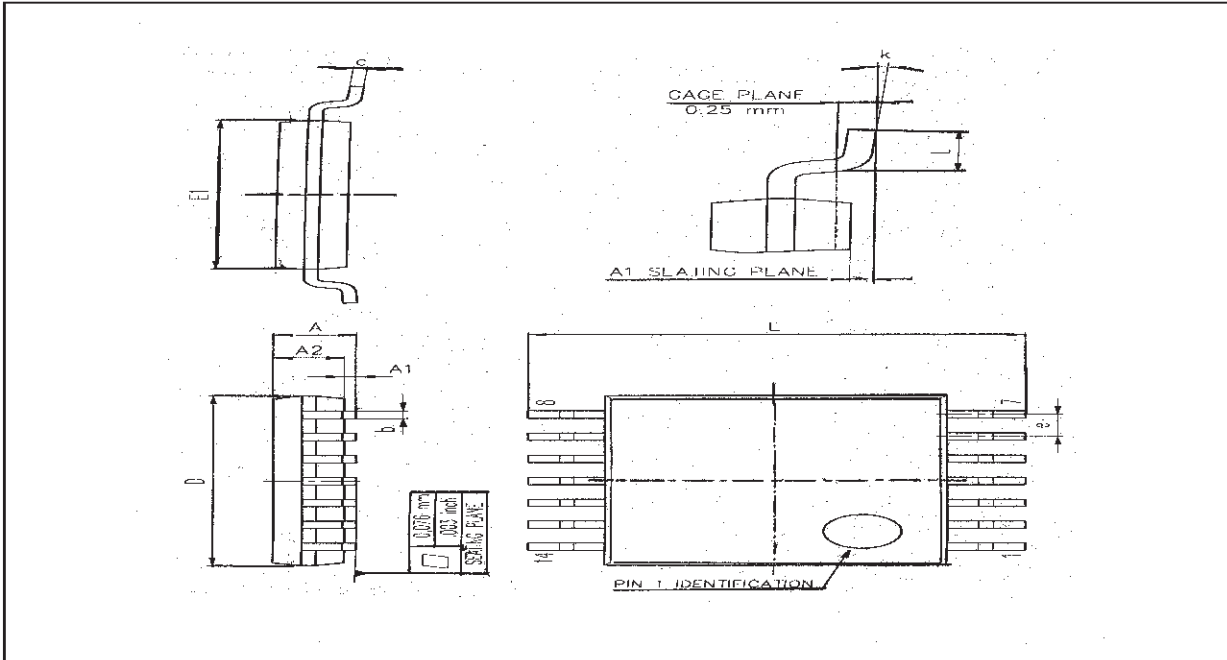 c
k
GAGE PLANE
0.25 mm
L
E1
A1 SEATING PLANE
A
A2
A1
b
D
0,076 mm
.003 inch
SEATING PLANE
E
8
7
e
14
1
PIN 1 IDENTIFICATION